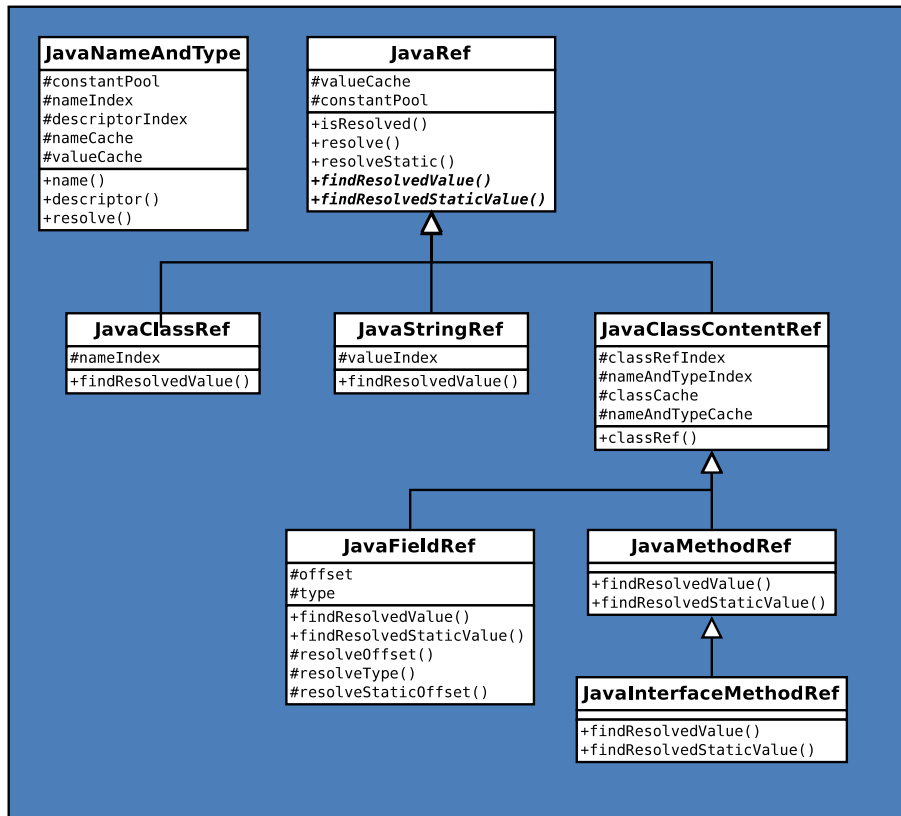 JavaNameAndType
#constantPool
#nameIndex
#descriptorIndex
#nameCache
#valueCache
+name()
+descriptor()
+resolve()
JavaRef
#valueCache
#constantPool
+isResolved()
+resolve()
+resolveStatic()
+findResolvedValue()
+findResolvedStaticValue()
JavaClassRef
#nameIndex
+findResolvedValue()
JavaStringRef
#valueIndex
+findResolvedValue()
JavaClassContentRef
#classRefIndex
#nameAndTypeIndex
#classCache
#nameAndTypeCache
+classRef()
JavaFieldRef
#offset
#type
+findResolvedValue()
+findResolvedStaticValue()
#resolveOffset()
#resolveType()
#resolveStaticOffset()
JavaMethodRef
+findResolvedValue()
+findResolvedStaticValue()
JavaInterfaceMethodRef
+findResolvedValue()
+findResolvedStaticValue()